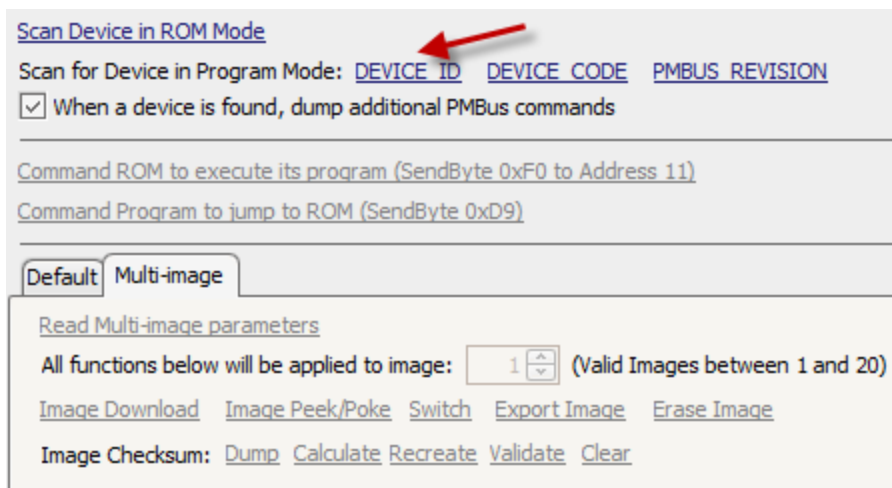 Scan Device in ROM Mode
Scan for Device in Program Mode: DEVICE_ID DEVICE_CODE PMBUS_REVISION
When a device is found, dump additional PMBus commands
Command ROM to execute its program (SendByte 0xF0 to Address 11)
Command Program to jump to ROM (SendByte 0xD9)
Default Multi-image
Read Multi-image parameters
All functions below will be applied to image: 1 (Valid Images between 1 and 20)
Image Download Image Peek/Poke Switch Export Image Erase Image
Image Checksum: Dump Calculate Recreate Validate Clear